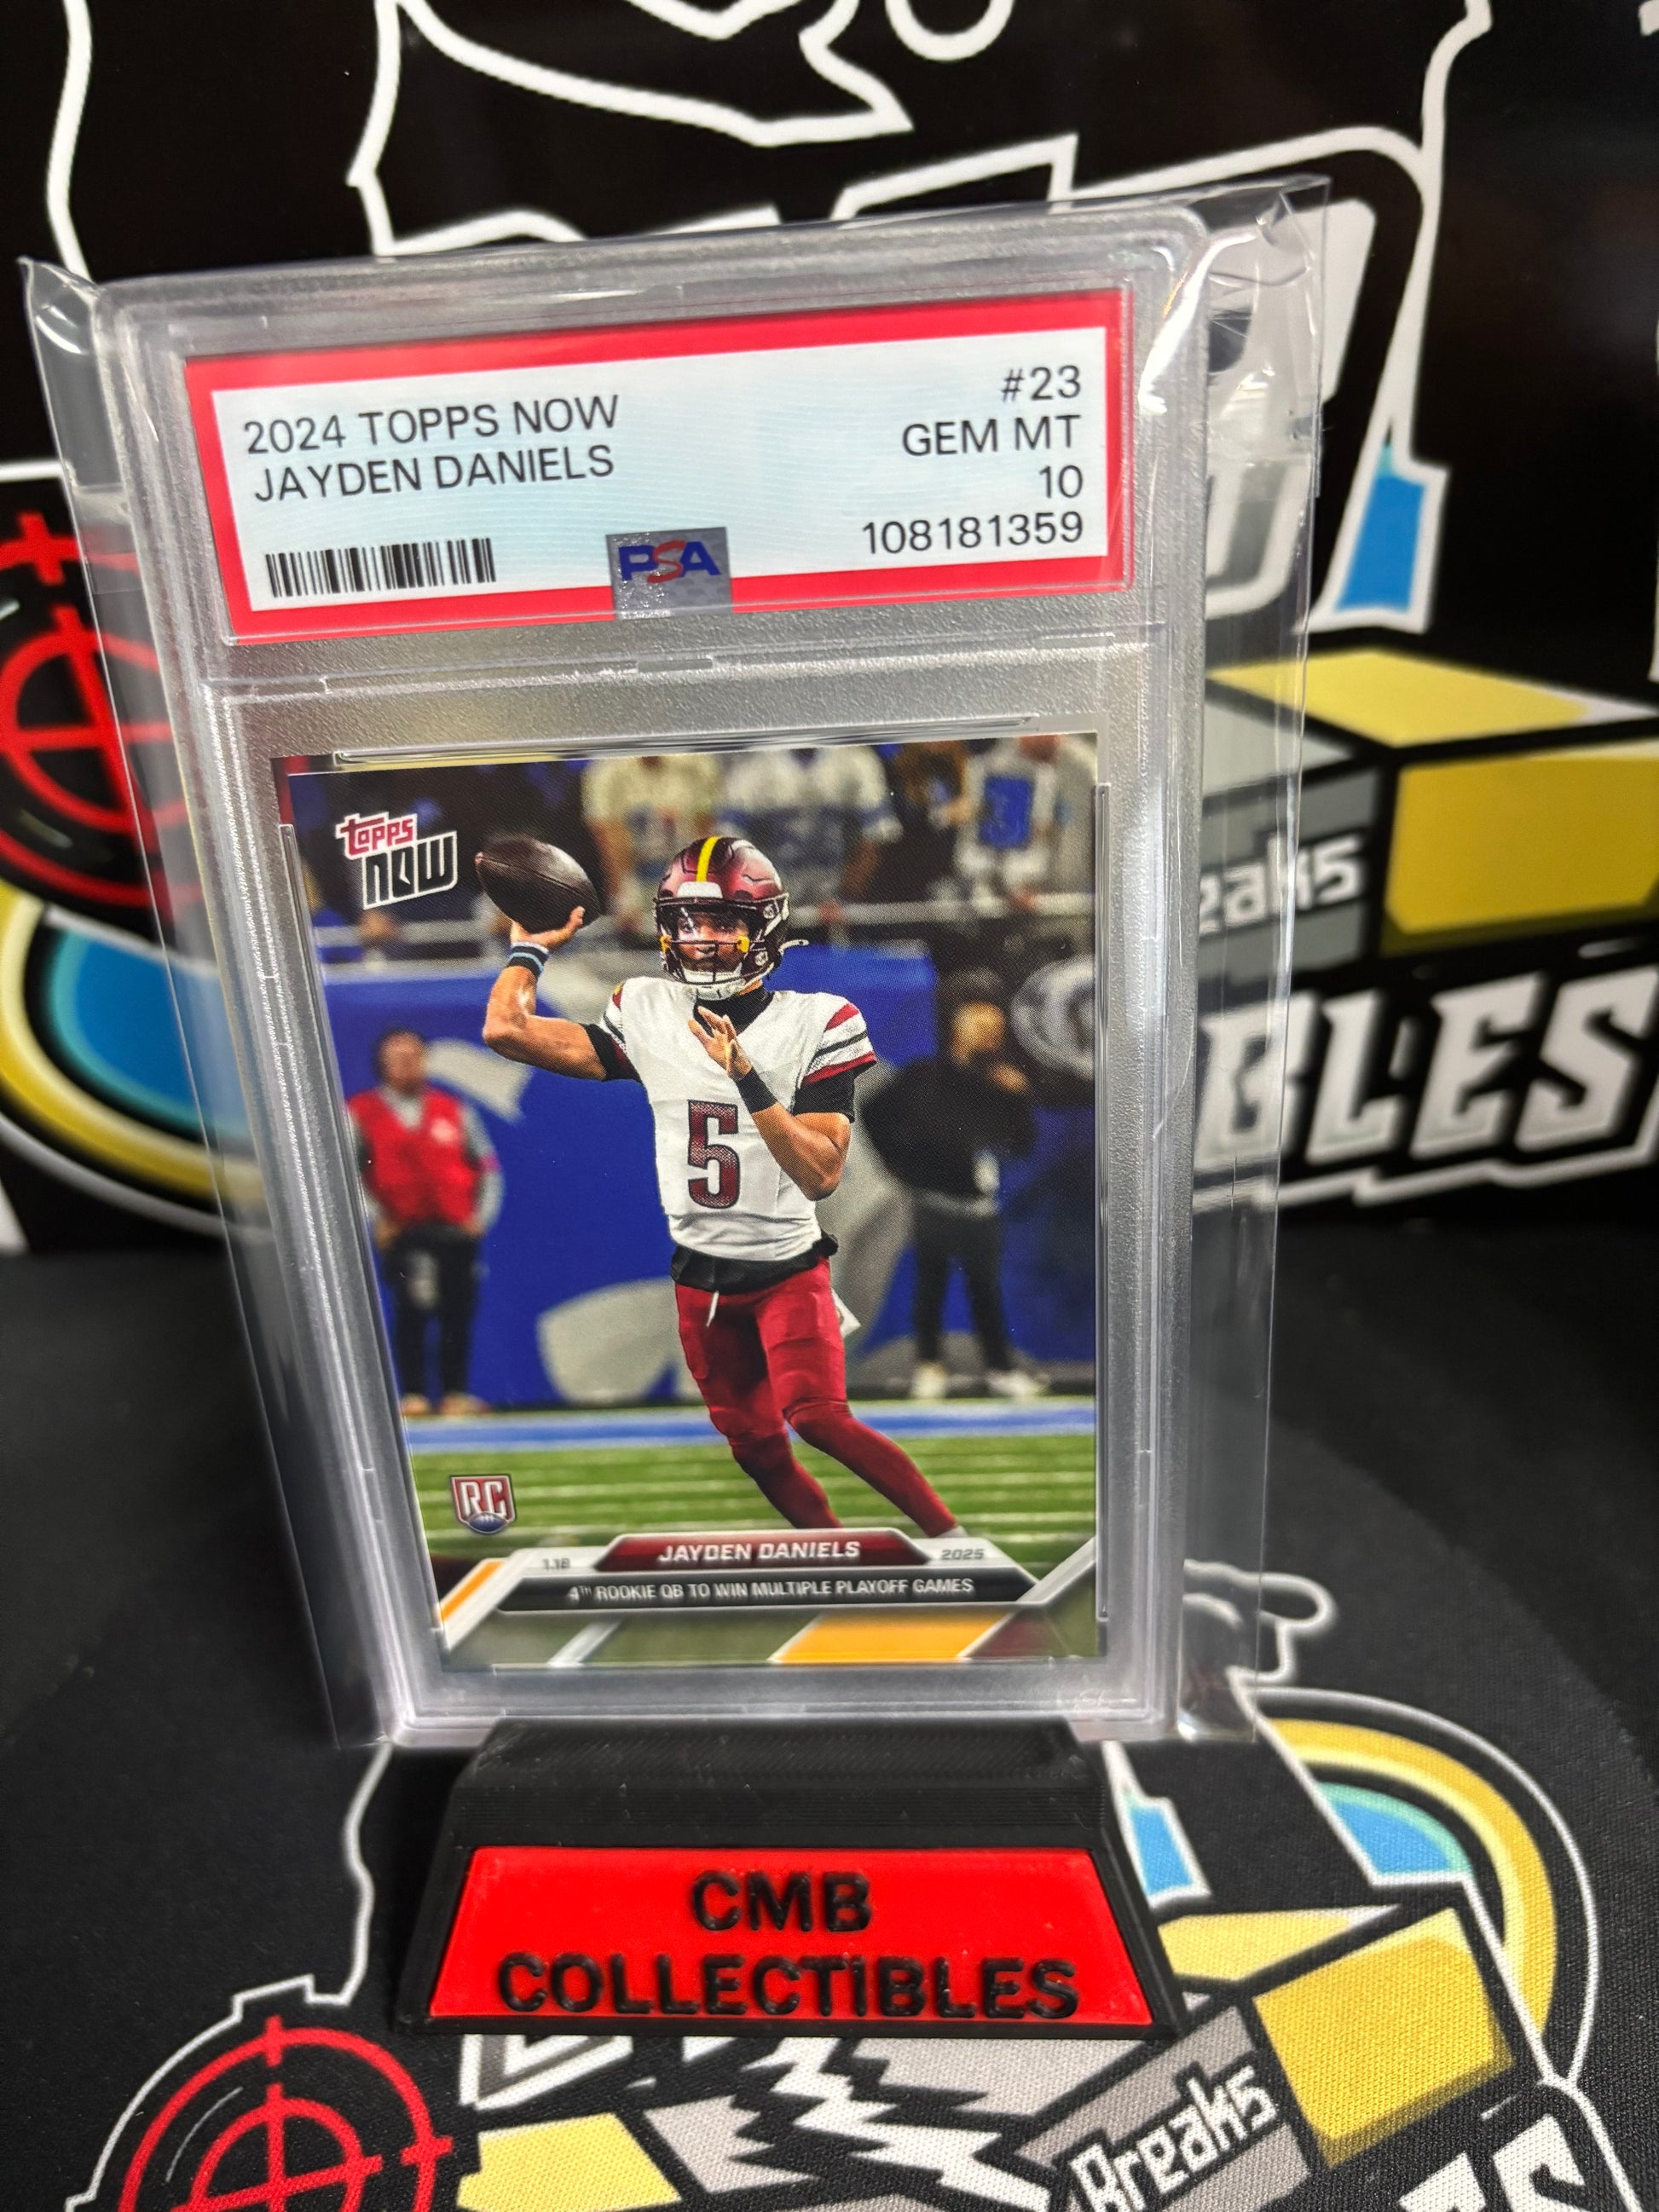 2024 TOPPS NOW
JAYDEN DANIELS
#23
GEM MT
10
108181359
PSA
topps
NOW
5
RC
1.18
JAYDEN DANIELS
2025
4TH ROOKIE QB TO WIN MULTIPLE PLAYOFF GAMES
CMB
COLLECTIBLES
Breaks